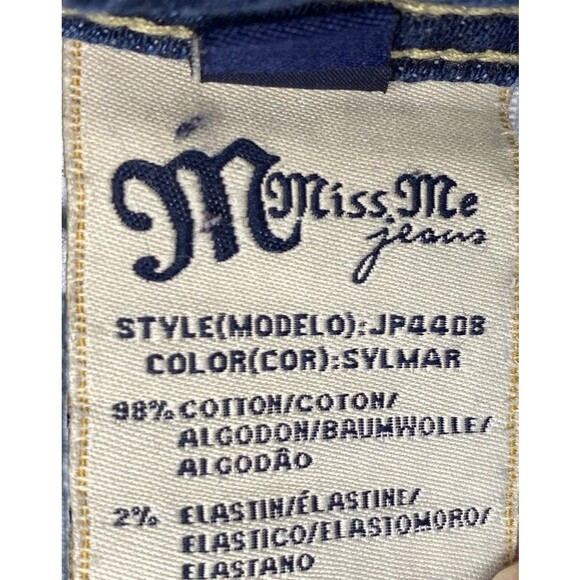 M Miss Me
jeans
STYLE(MODELO):JP4408
COLOR(COR):SYLMAR
98% COTTON/COTON/
ALGODON/BAUMWOLLE/
ALGODÂO
2% ELASTIN/ÉLASTINE/
ELASTICO/ELASTOMORO/
ELASTANO